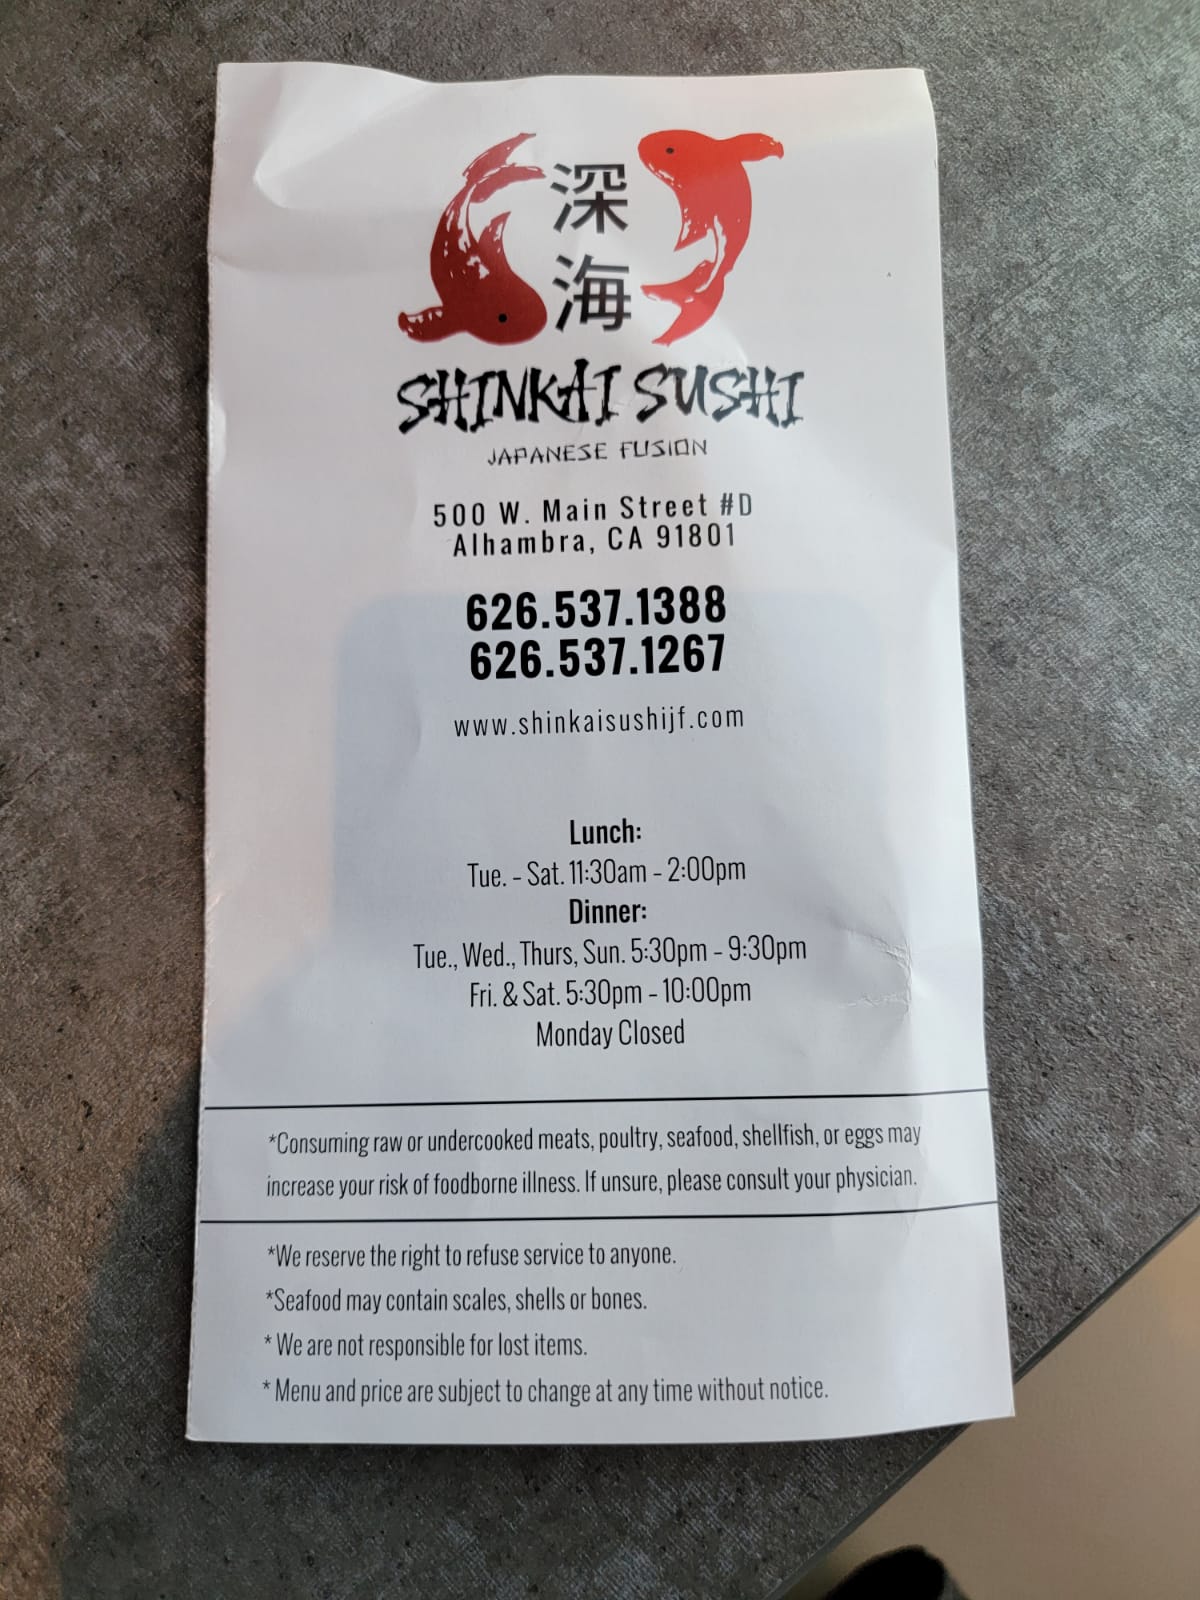 深
海
SHINKAI SUSHI
JAPANESE FUSION
500 W. Main Street #D
Alhambra, CA 91801
626.537.1388
626.537.1267
www.shinkaisushijf.com
Lunch:
Tue. - Sat. 11:30am - 2:00pm
Dinner:
Tue., Wed., Thurs, Sun. 5:30pm - 9:30pm
Fri. & Sat. 5:30pm - 10:00pm
Monday Closed
*Consuming raw or undercooked meats, poultry, seafood, shellfish, or eggs may
increase your risk of foodborne illness. If unsure, please consult your physician.
*We reserve the right to refuse service to anyone.
*Seafood may contain scales, shells or bones.
* We are not responsible for lost items.
* Menu and price are subject to change at any time without notice.